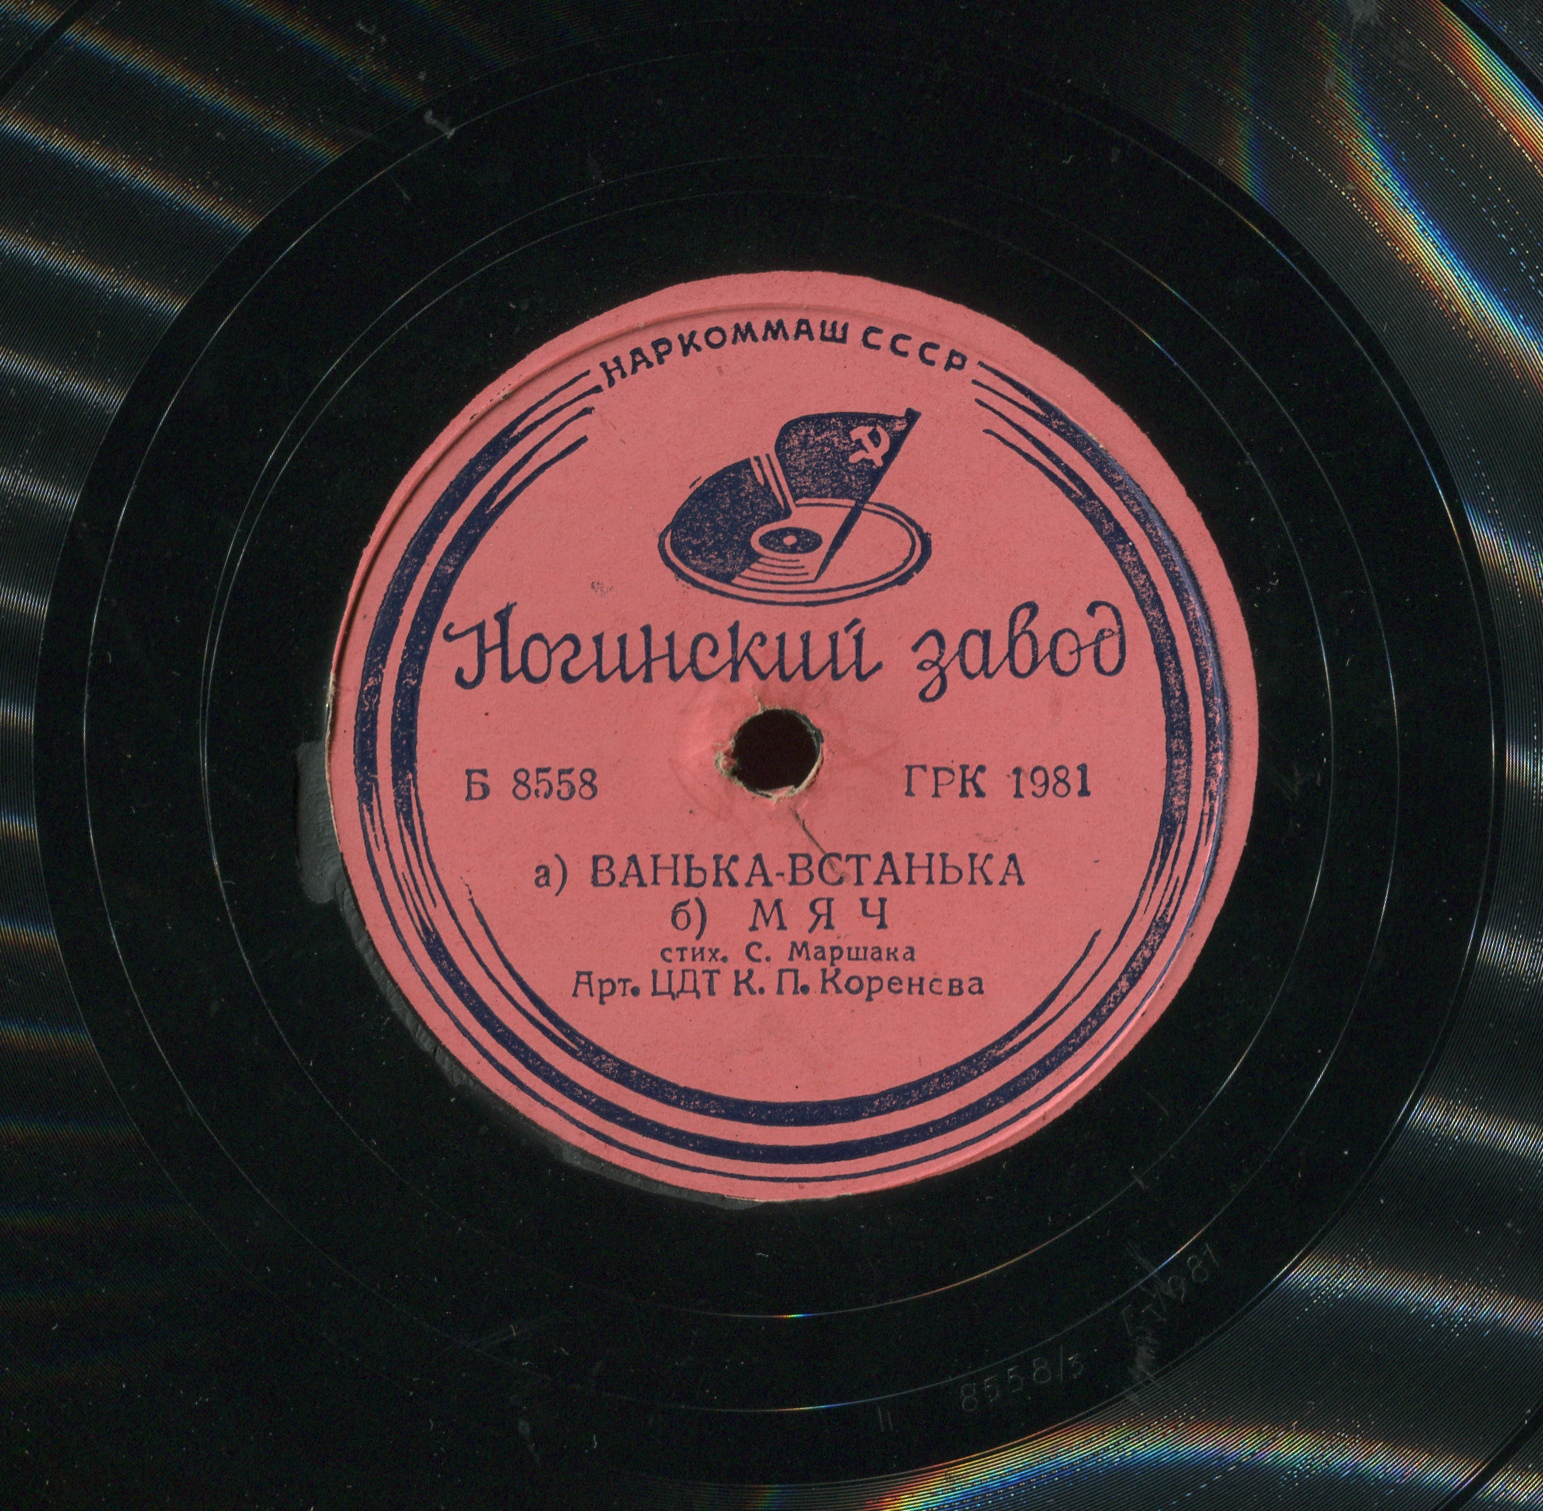 НАРКОММАШ СССР
Ногинский завод
Б 8558 ГРК 1981
а) ВАНЬКА-ВСТАНЬКА
б) МЯЧ
стих. С. Маршака
Арт. ЦДТ К. П. Коренева
8558/3